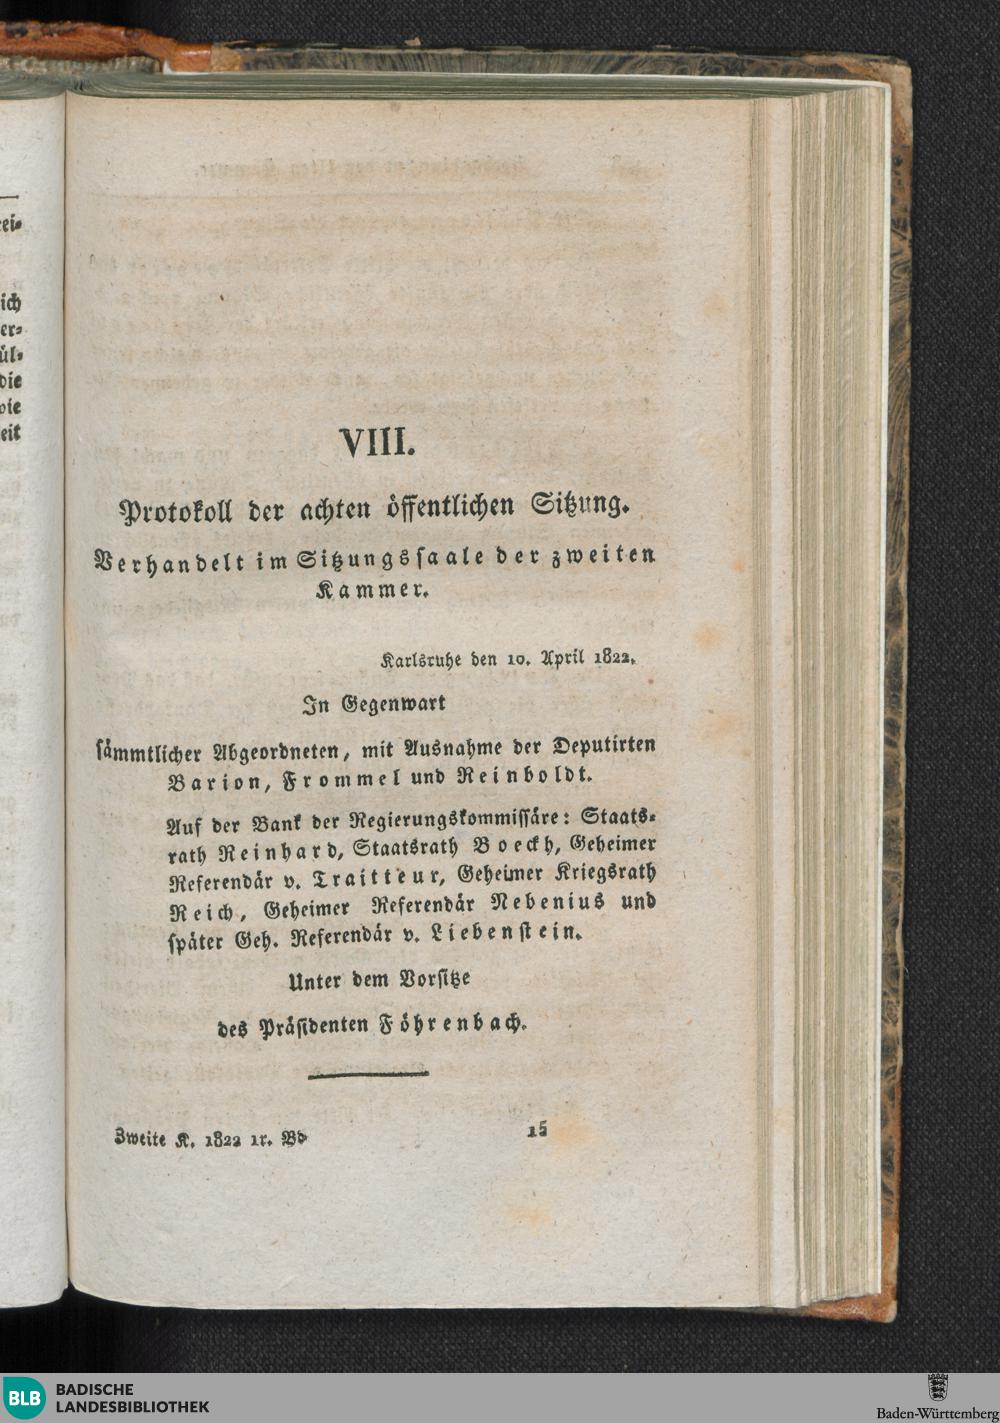 VIII.
Protokoll der achten öffentlichen Sitzung.
Verhandelt im Sitzungssaale der zweiten
Kammer.
Karlsruhe den 10. April 1822.
In Gegenwart
sämmtlicher Abgeordneten, mit Ausnahme der Deputirten
Barion, Frommel und Reinboldt.
Auf der Bank der Regierungskommissäre: Staats-
rath Reinhard, Staatsrath Boeckh, Geheimer
Referendär v. Traitteur, Geheimer Kriegsrath
Reich, Geheimer Referendär Nebenius und
später Geh. Referendär v. Liebenstein.
Unter dem Vorsitze
des Präsidenten Föhrenbach.
Zweite K. 1822 1r. Bd 15
BLB BADISCHE
LANDESBIBLIOTHEK
Baden-Württemberg